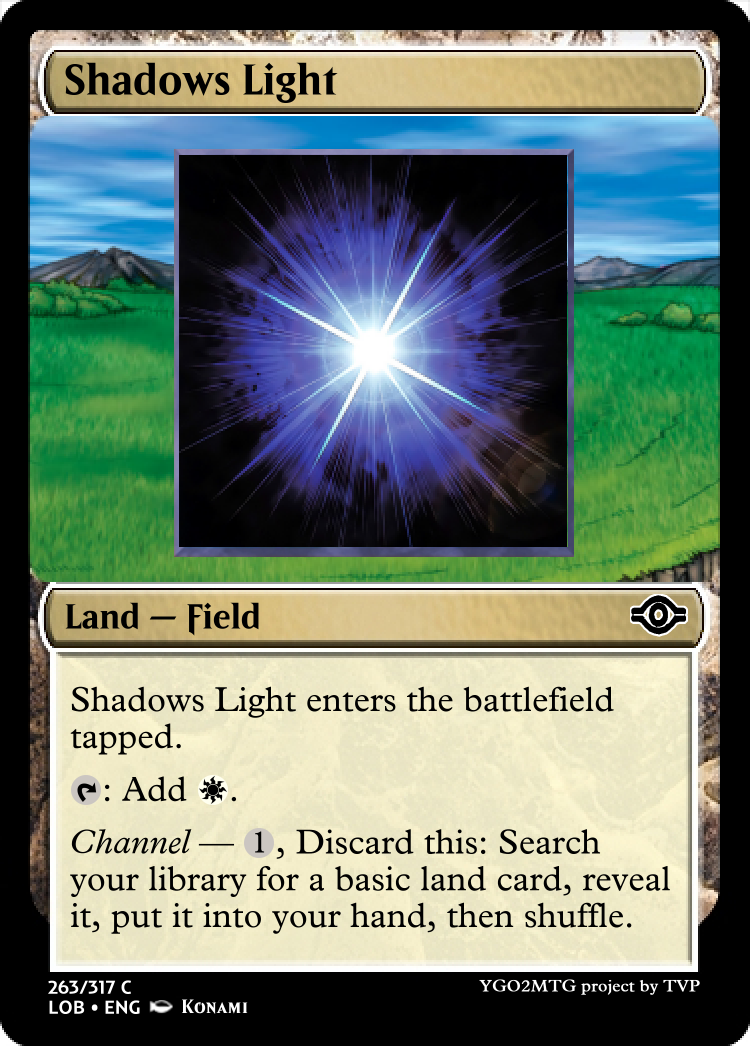 Shadows Light
Land — Field
Shadows Light enters the battlefield
tapped.
: Add .
Channel — 1, Discard this: Search
your library for a basic land card, reveal
it, put it into your hand, then shuffle.
263/317 C
LOB • ENG KONAMI
YGO2MTG project by TVP